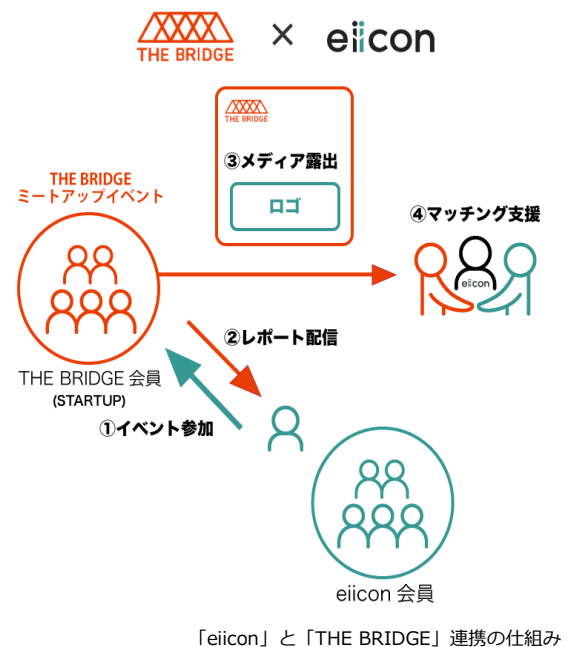 THE BRIDGE × eiicon
THE BRIDGE
③メディア露出
ロゴ
THE BRIDGE
ミートアップイベント
④マッチング支援
eiicon
②レポート配信
THE BRIDGE 会員
(STARTUP)
①イベント参加
eiicon 会員
「eiicon」と「THE BRIDGE」連携の仕組み